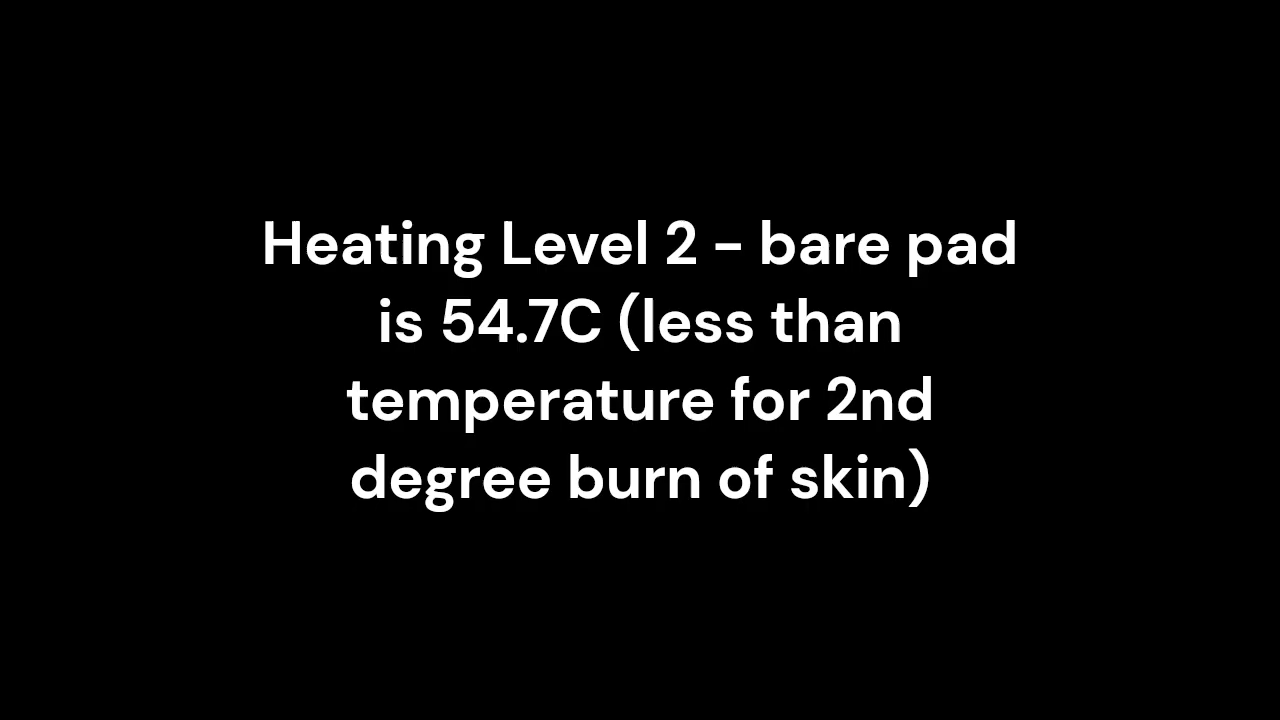 Heating Level 2 - bare pad
is 54.7C (less than
temperature for 2nd
degree burn of skin)